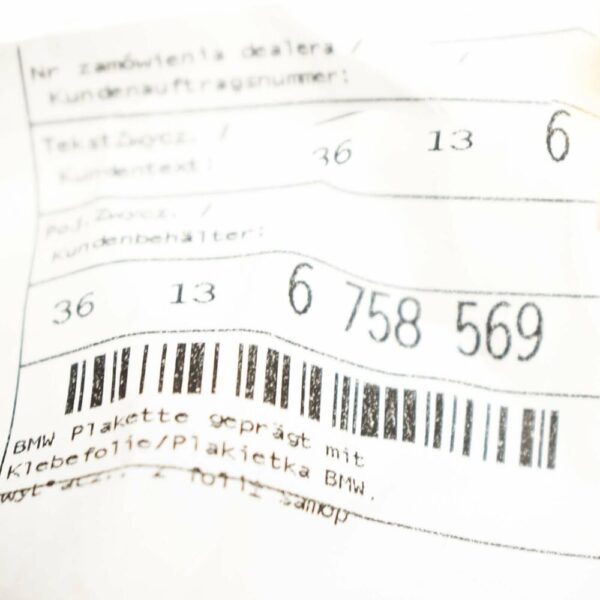 Nr zamówienia dealera /
Kundenauftragsnummer:
Tekst Zwycz. /
Kundentext: 36 13 6
Poj. Zwycz. /
Kundenbehälter:
36 13 6 758 569
BMW Plakette geprägt mit
Klebefolie/Plakietka BMW.
z folią samop